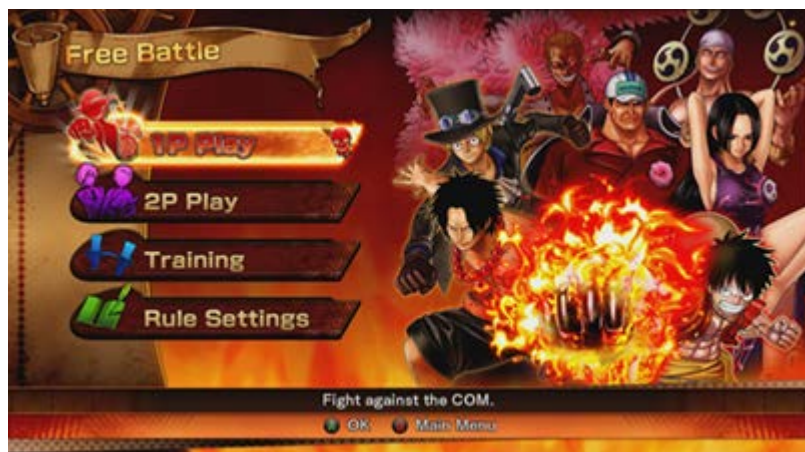 Free Battle
1P Play
2P Play
Training
Rule Settings
Fight against the COM.
OK Main Menu